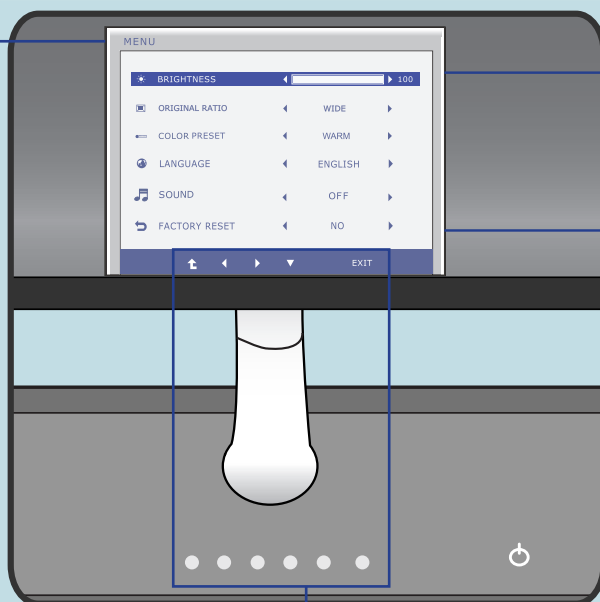 MENU
BRIGHTNESS 100
ORIGINAL RATIO WIDE
COLOR PRESET WARM
LANGUAGE ENGLISH
SOUND OFF
FACTORY RESET NO
EXIT